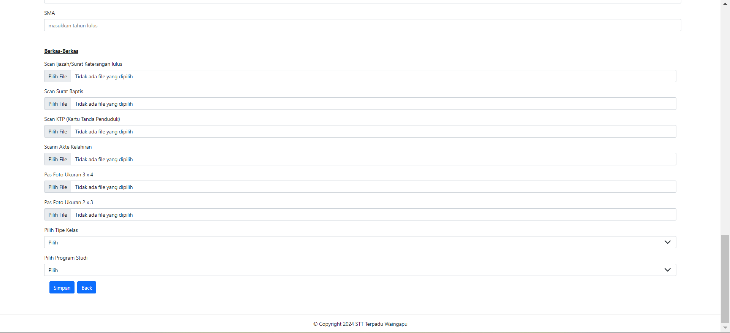 SMA
masukkan tahun lulus
Berkas-Berkas
Scan Ijazah/Surat Keterangan lulus
Pilih File Tidak ada file yang dipilih
Scan Surat Baptis
Pilih File Tidak ada file yang dipilih
Scan KTP (Kartu Tanda Penduduk)
Pilih File Tidak ada file yang dipilih
Scann Akte Kelahiran
Pilih File Tidak ada file yang dipilih
Pas Foto Ukuran 3 x 4
Pilih File Tidak ada file yang dipilih
Pas Foto Ukuran 2 x 3
Pilih File Tidak ada file yang dipilih
Pilih Tipe Kelas
Pilih
Pilih Program Studi
Pilih
Simpan Back
© Copyright 2024 STT Terpadu Waingapu